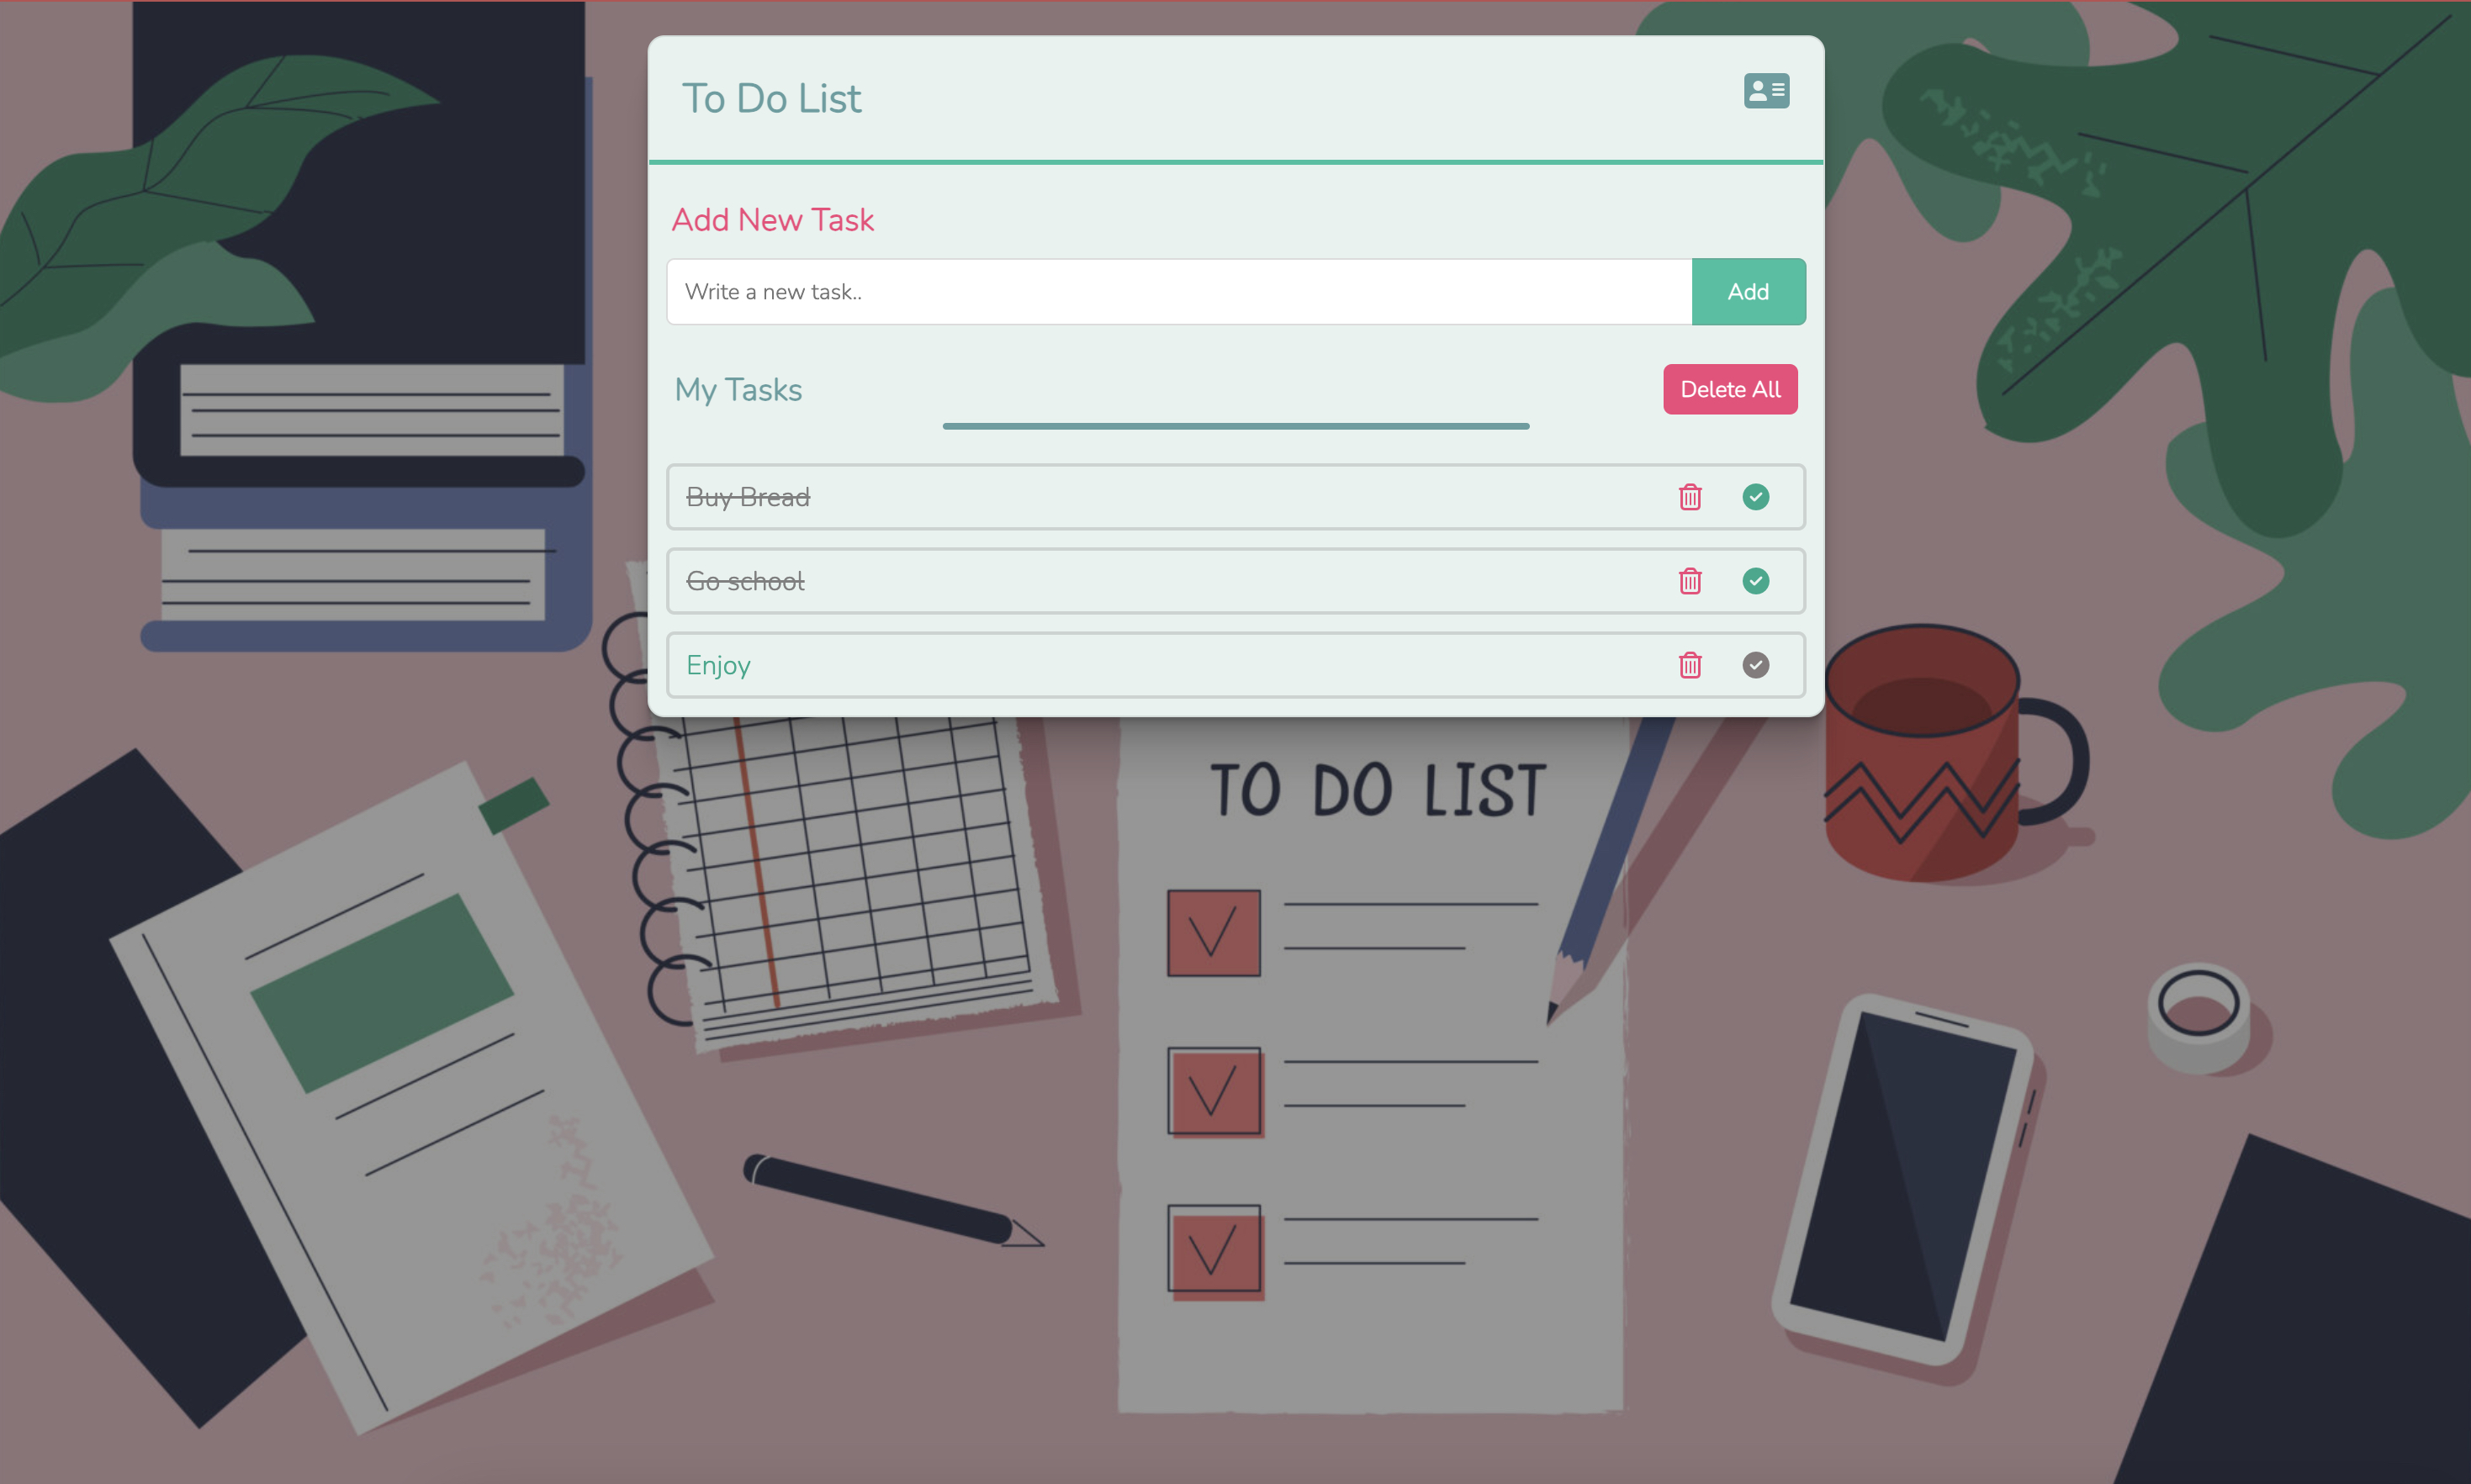 To Do List
Add New Task
Write a new task..
Add
My Tasks
Delete All
Buy Bread
Go school
Enjoy
TO DO LIST